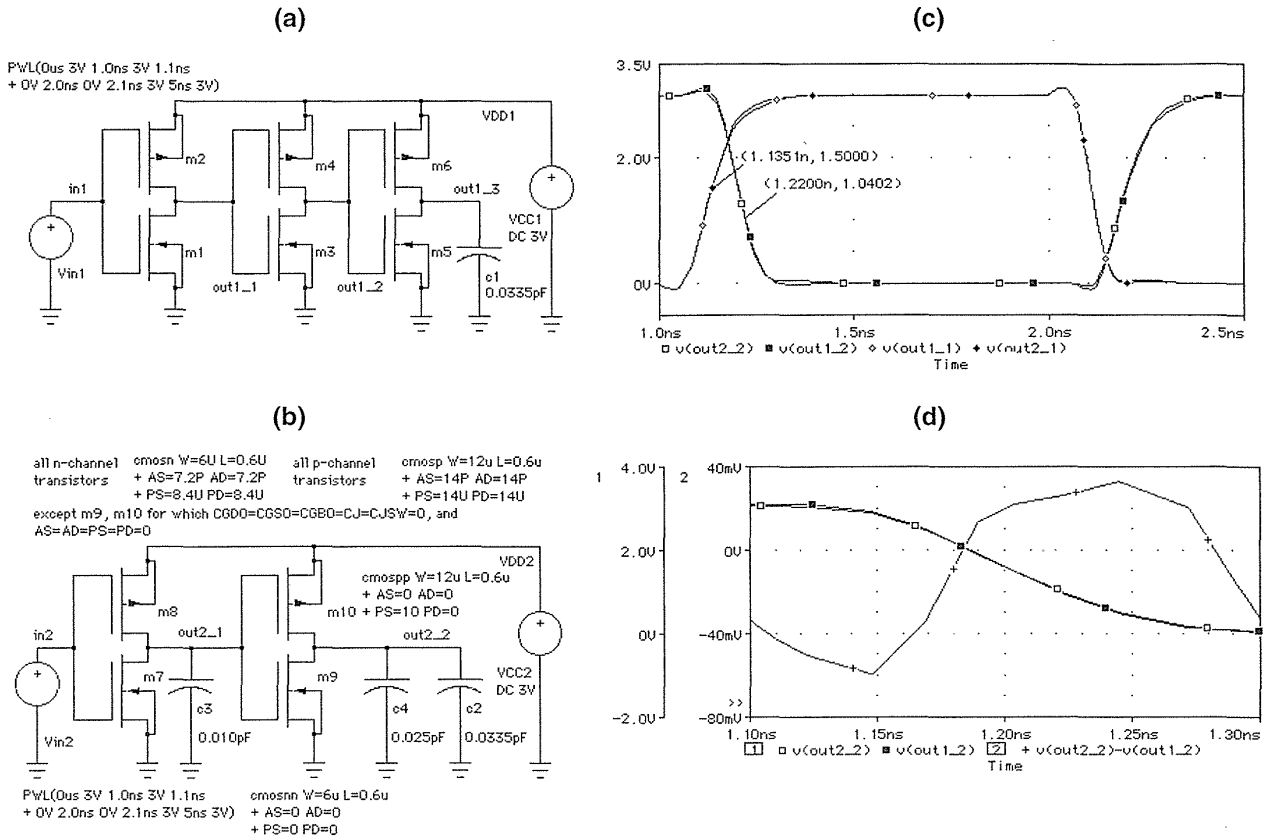 (a)
PWL(0us 3V 1.0ns 3V 1.1ns
+ 0V 2.0ns 0V 2.1ns 3V 5ns 3V)
VDD1
m2
m4
m6
in1
out1_3
+
+
VCC1
DC 3V
m1
m3
m5
Vin1
out1_1
out1_2
c1
0.0335pF
(c)
3.5V
2.0V
0V
(1.1351n,1.5000)
(1.2200n,1.0402)
1.0ns
1.5ns
2.0ns
2.5ns
v(out2_2) v(out1_2) v(out1_1) v(out2_1)
Time
(b)
all n-channel transistors
cmosn W=6U L=0.6U
+ AS=7.2P AD=7.2P
+ PS=8.4U PD=8.4U
all p-channel transistors
cmosp W=12u L=0.6u
+ AS=14P AD=14P
+ PS=14U PD=14U
except m9, m10 for which CGDO=CGSO=CGBO=CJ=CJSW=0, and
AS=AD=PS=PD=0
VDD2
cmospp W=12u L=0.6u
+ AS=0 AD=0
+ PS=10 PD=0
m8
m10
in2
out2_1
out2_2
+
+
m7
m9
VCC2
DC 3V
c3
c4
c2
Vin2
0.010pF
0.025pF
0.0335pF
PWL(0us 3V 1.0ns 3V 1.1ns
+ 0V 2.0ns 0V 2.1ns 3V 5ns 3V)
cmosnn W=6u L=0.6u
+ AS=0 AD=0
+ PS=0 PD=0
(d)
1
4.0V
2.0V
0V
-2.0V
2
40mV
0V
-40mV
-80mV
>>
1.10ns
1.15ns
1.20ns
1.25ns
1.30ns
1 v(out2_2) v(out1_2) 2 + v(out2_2)-v(out1_2)
Time